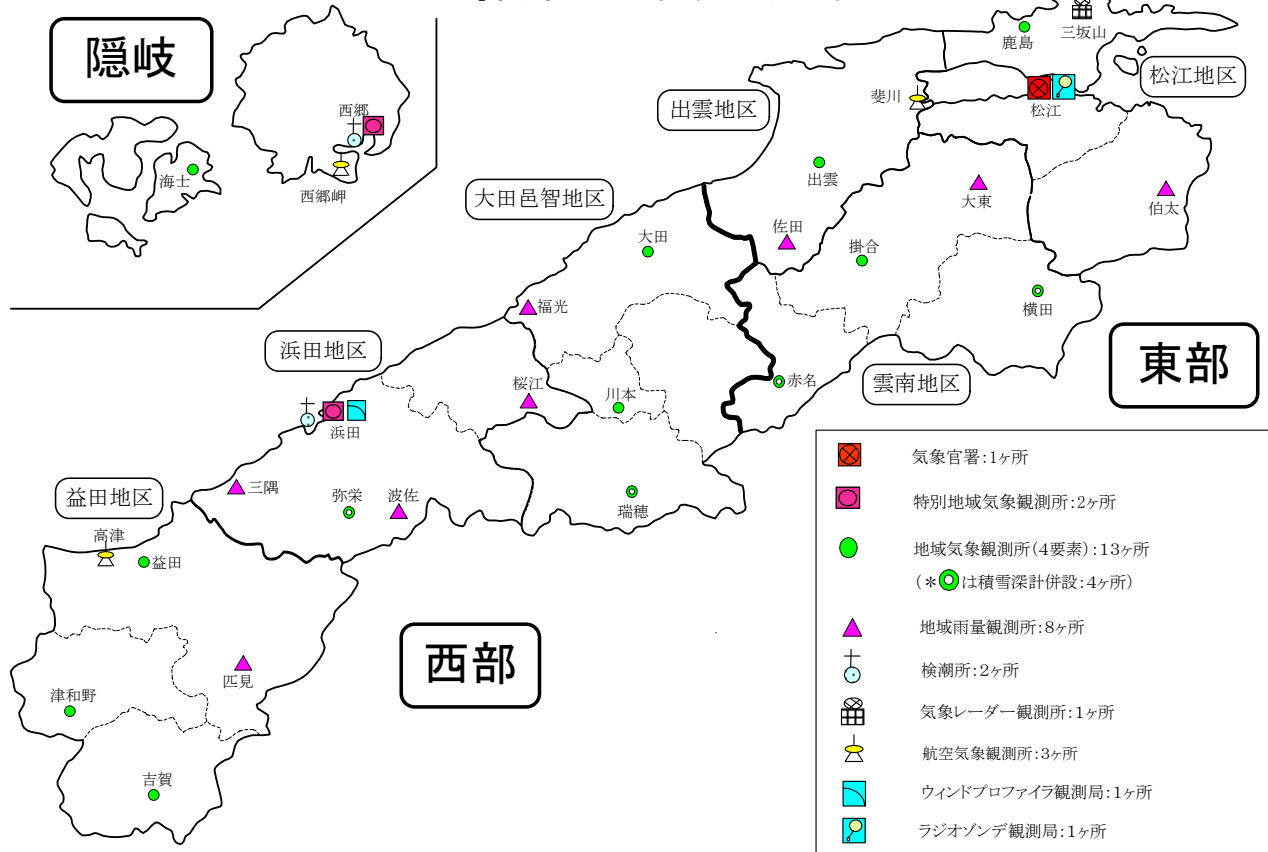 隠岐
西郷
西郷岬
海士
鹿島
三坂山
松江地区
松江
斐川
出雲地区
出雲
佐田
大東
伯太
掛合
横田
赤名
雲南地区
東部
大田邑智地区
大田
福光
桜江
川本
瑞穂
浜田地区
浜田
三隅
弥栄
波佐
益田地区
高津
益田
匹見
津和野
吉賀
西部
気象官署:1ヶ所
特別地域気象観測所:2ヶ所
地域気象観測所(4要素):13ヶ所
(*◎は積雪深計併設:4ヶ所)
地域雨量観測所:8ヶ所
検潮所:2ヶ所
気象レーダー観測所:1ヶ所
航空気象観測所:3ヶ所
ウィンドプロファイラ観測局:1ヶ所
ラジオゾンデ観測局:1ヶ所